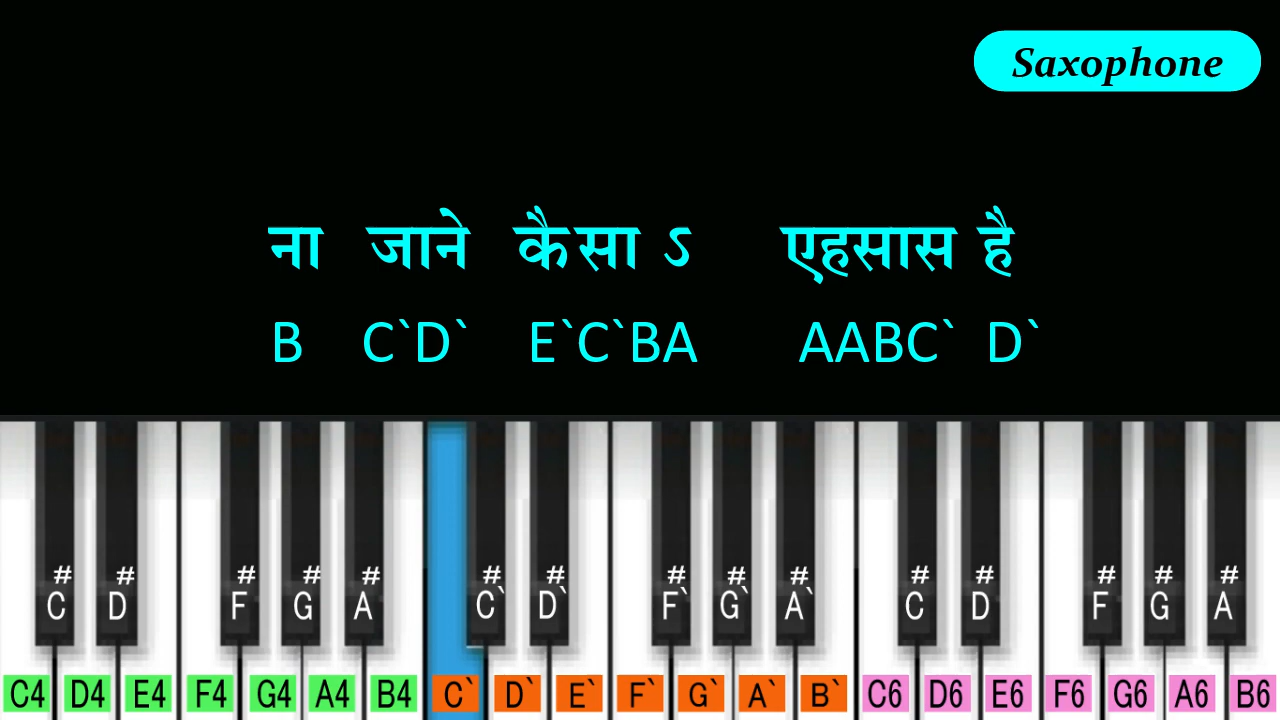 Saxophone
ना जाने कैसा ऽ एहसास है
B C`D` E`C`BA AABC` D`
# # # # # # # # # # # # # # #
C D F G A C` D` F` G` A` C D F G A
C4 D4 E4 F4 G4 A4 B4 C` D` E` F` G` A` B` C6 D6 E6 F6 G6 A6 B6